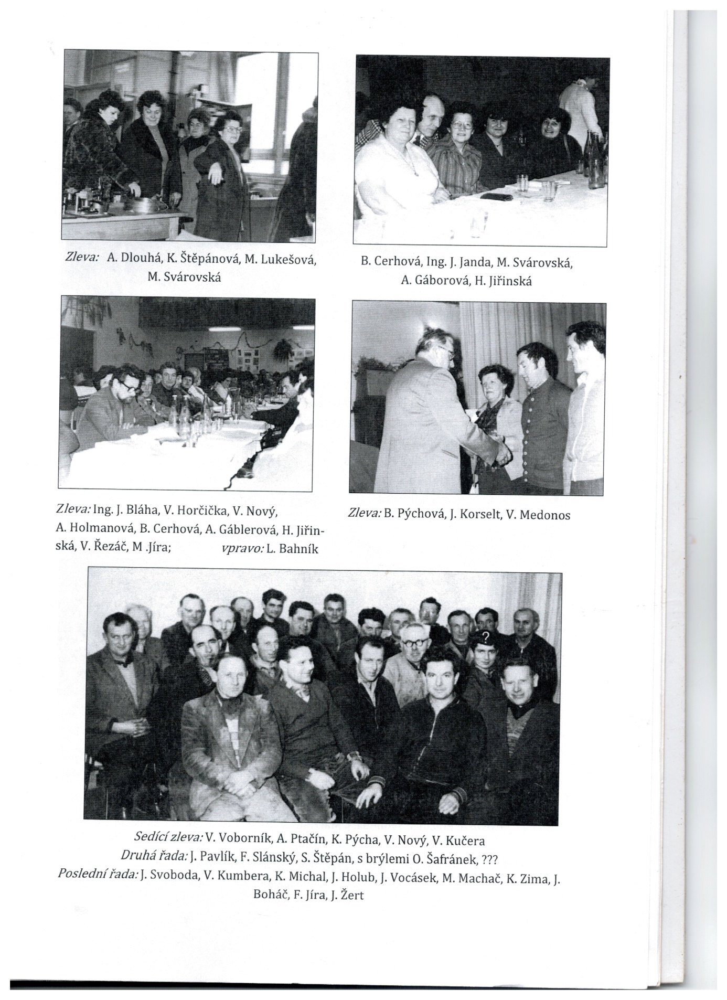 Zleva: A. Dlouhá, K. Štěpánová, M. Lukešová,
M. Svárovská
B. Cerhová, Ing. J. Janda, M. Svárovská,
A. Gáborová, H. Jiřinská
Zleva: Ing. J. Bláha, V. Horčička, V. Nový,
A. Holmanová, B. Cerhová, A. Gáblerová, H. Jiřin-
ská, V. Řezáč, M .Jíra; vpravo: L. Bahník
Zleva: B. Pýchová, J. Korselt, V. Medonos
?
Sedící zleva: V. Voborník, A. Ptačín, K. Pýcha, V. Nový, V. Kučera
Druhá řada: J. Pavlík, F. Slánský, S. Štěpán, s brýlemi O. Šafránek, ???
Poslední řada: J. Svoboda, V. Kumbera, K. Michal, J. Holub, J. Vocásek, M. Machač, K. Zima, J.
Boháč, F. Jíra, J. Žert